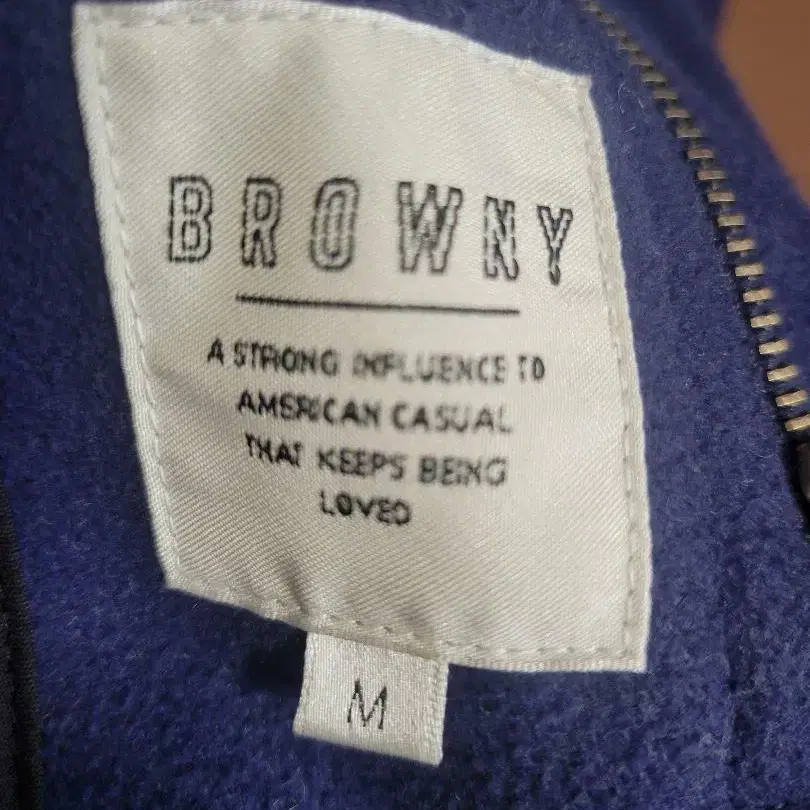 BROWNY
A STRONG INFLUENCE TO
AMERICAN CASUAL
THAT KEEPS BEING
LOVED
M